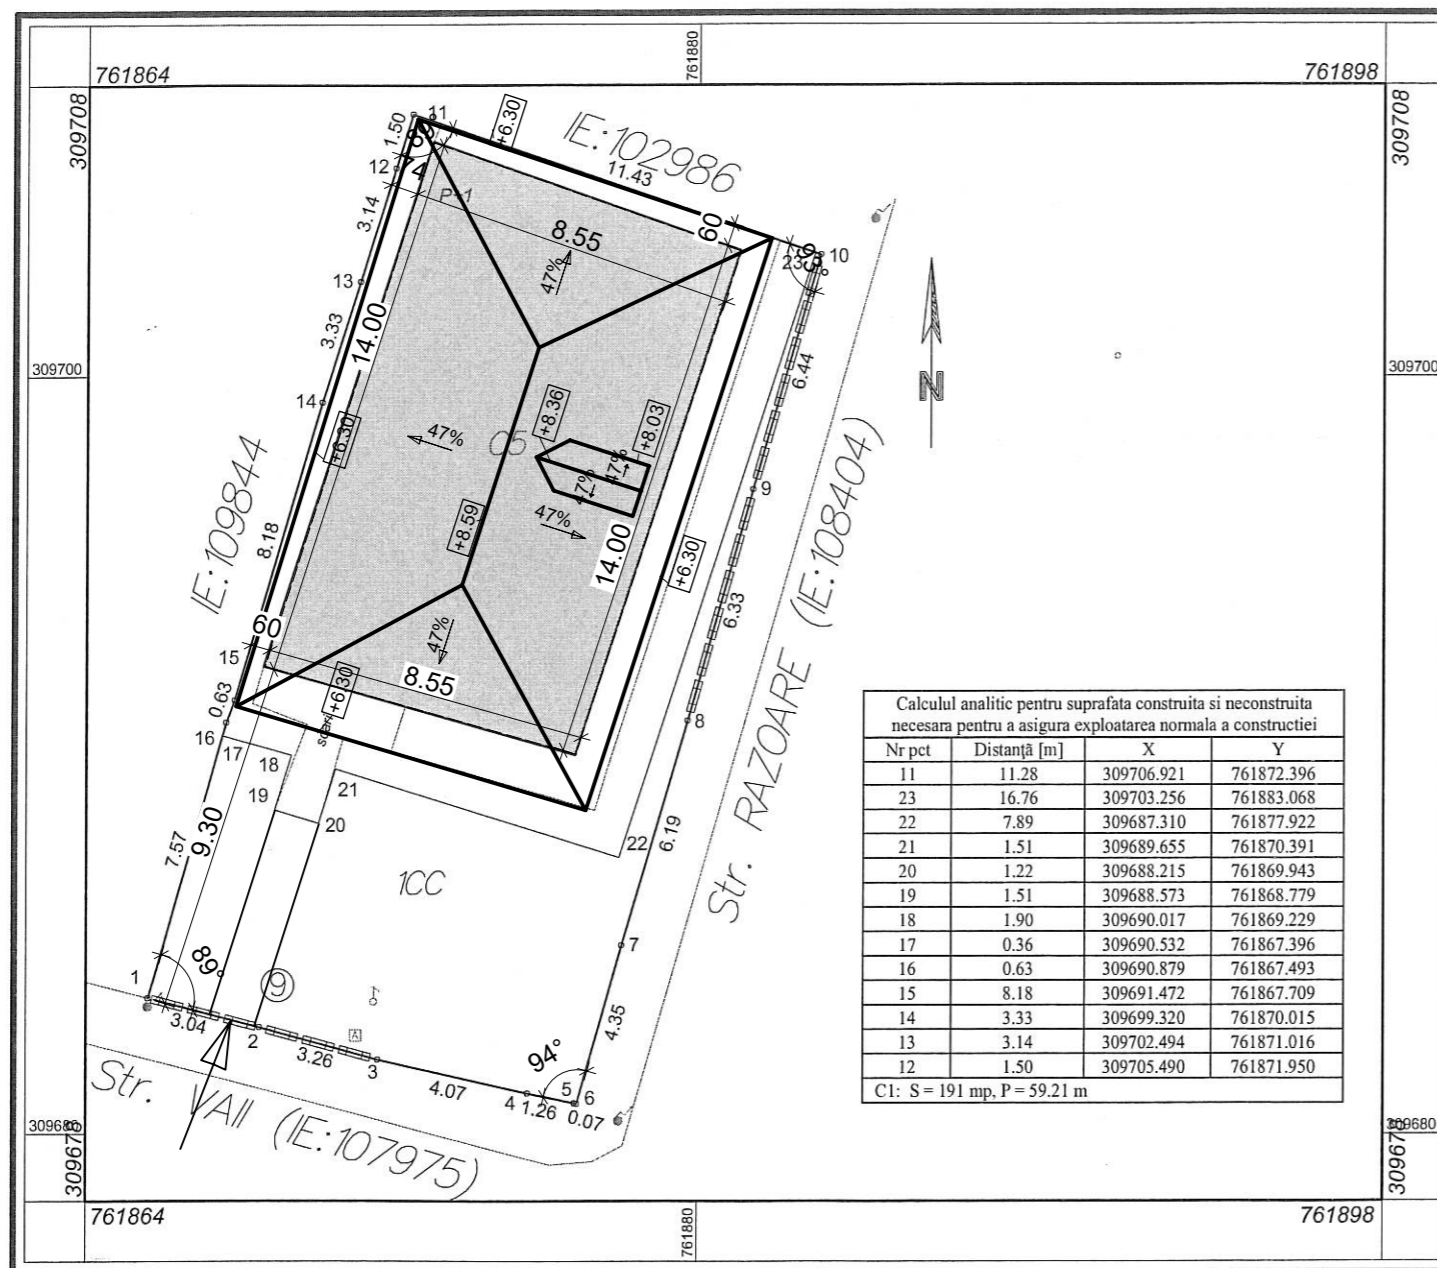 761864
761880
761898
309708
309708
11
1.50
+6.30
IE:102986
11.43
12
74
P+1
3.14
8.55
60
47%
23
93°
10
13
3.33
14.00
6.44
309700
309700
N
14
+6.30
+8.36
+8.03
47%
C5
47%
47%
9
IE:109844
8.18
+8.59
47%
14.00
+6.30
6.33
Str. RAZOARE (IE:108404)
60
15
47%
8.55
+6.30
scari
0.63
16
17
18
8
19
21
20
22
6.19
7.57
9.30
1CC
7
89°
9
1
3.04
2
3.26
3
4.07
4
1.26
5
6
0.07
94°
4.35
A
Str. VAII (IE:107975)
Calculul analitic pentru suprafata construita si neconstruita
necesara pentru a asigura exploatarea normala a constructiei
Nr pct Distanţă [m] X Y
11 11.28 309706.921 761872.396
23 16.76 309703.256 761883.068
22 7.89 309687.310 761877.922
21 1.51 309689.655 761870.391
20 1.22 309688.215 761869.943
19 1.51 309688.573 761868.779
18 1.90 309690.017 761869.229
17 0.36 309690.532 761867.396
16 0.63 309690.879 761867.493
15 8.18 309691.472 761867.709
14 3.33 309699.320 761870.015
13 3.14 309702.494 761871.016
12 1.50 309705.490 761871.950
C1: S = 191 mp, P = 59.21 m
309680
309678
309680
309678
761864
761880
761898